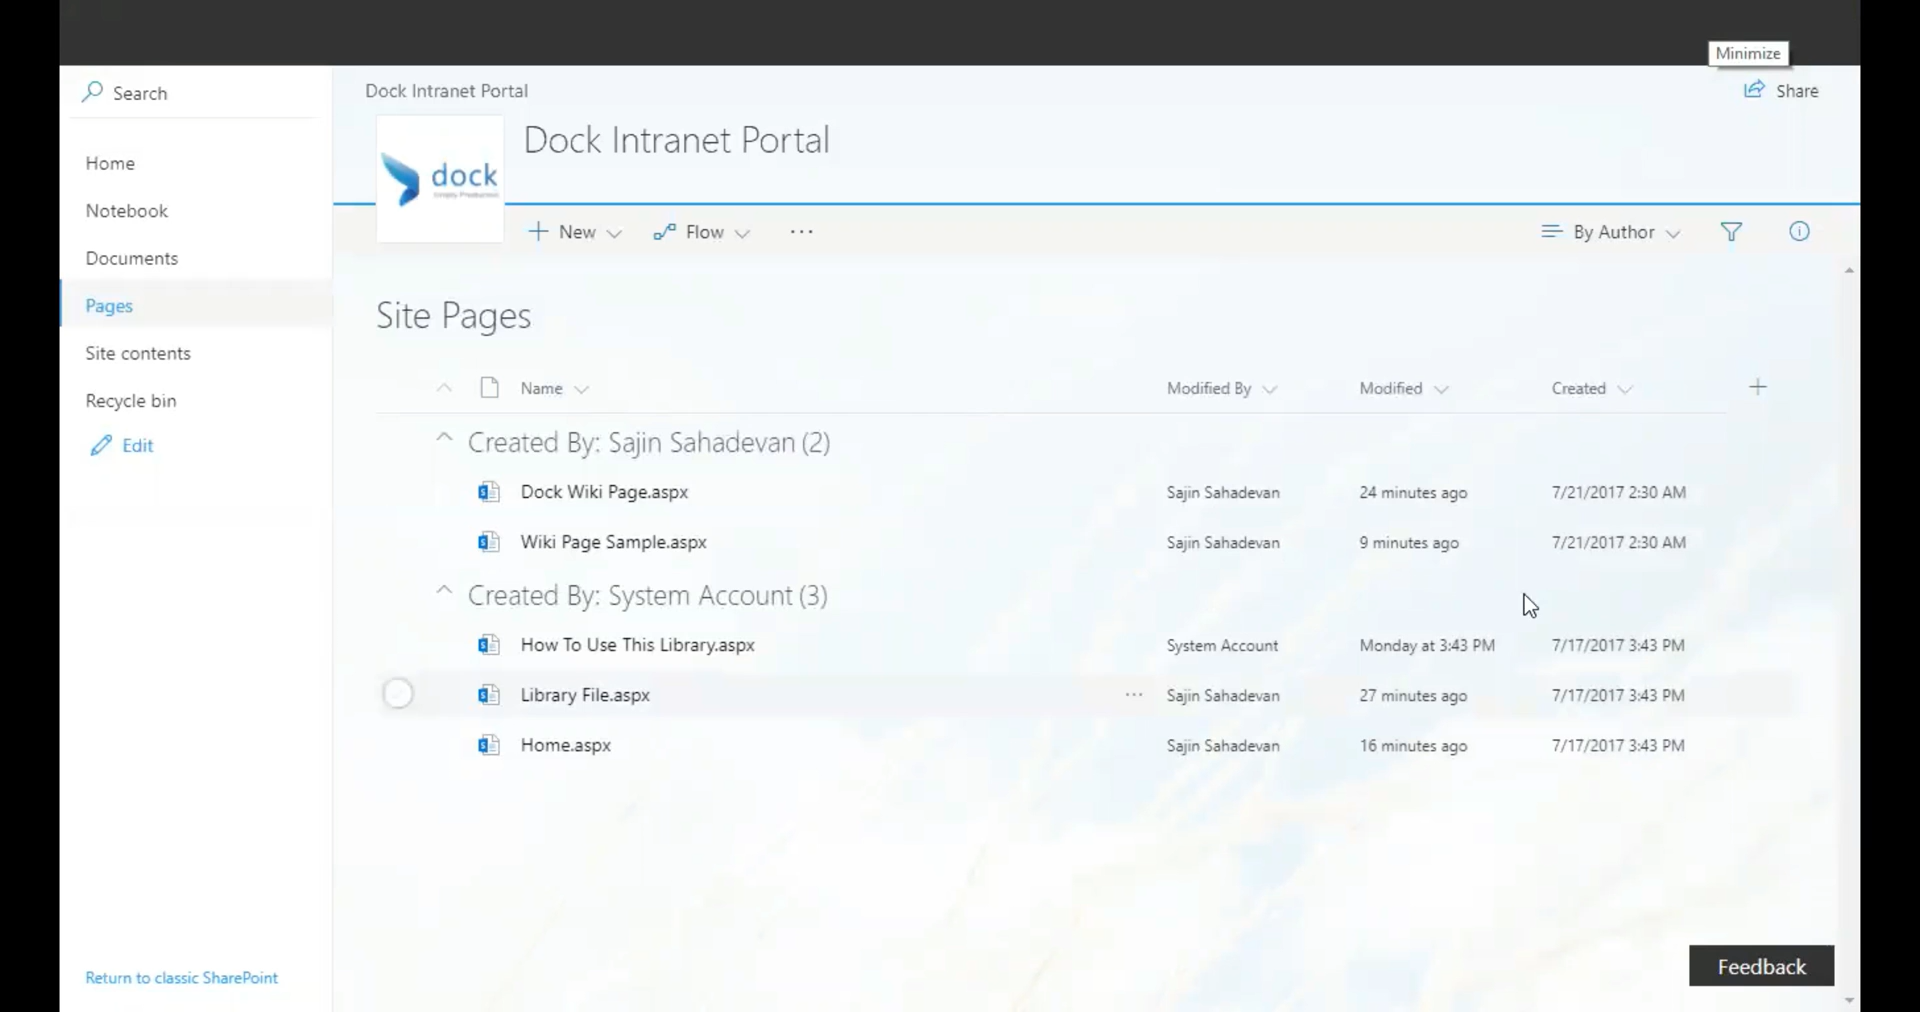 Minimize
Search
Dock Intranet Portal
Share
Dock Intranet Portal
dock
Home
Notebook
Documents
Pages
Site contents
Recycle bin
Edit
New
Flow
By Author
Site Pages
Name Modified By Modified Created
Created By: Sajin Sahadevan (2)
Dock Wiki Page.aspx Sajin Sahadevan 24 minutes ago 7/21/2017 2:30 AM
Wiki Page Sample.aspx Sajin Sahadevan 9 minutes ago 7/21/2017 2:30 AM
Created By: System Account (3)
How To Use This Library.aspx System Account Monday at 3:43 PM 7/17/2017 3:43 PM
Library File.aspx Sajin Sahadevan 27 minutes ago 7/17/2017 3:43 PM
Home.aspx Sajin Sahadevan 16 minutes ago 7/17/2017 3:43 PM
Return to classic SharePoint
Feedback